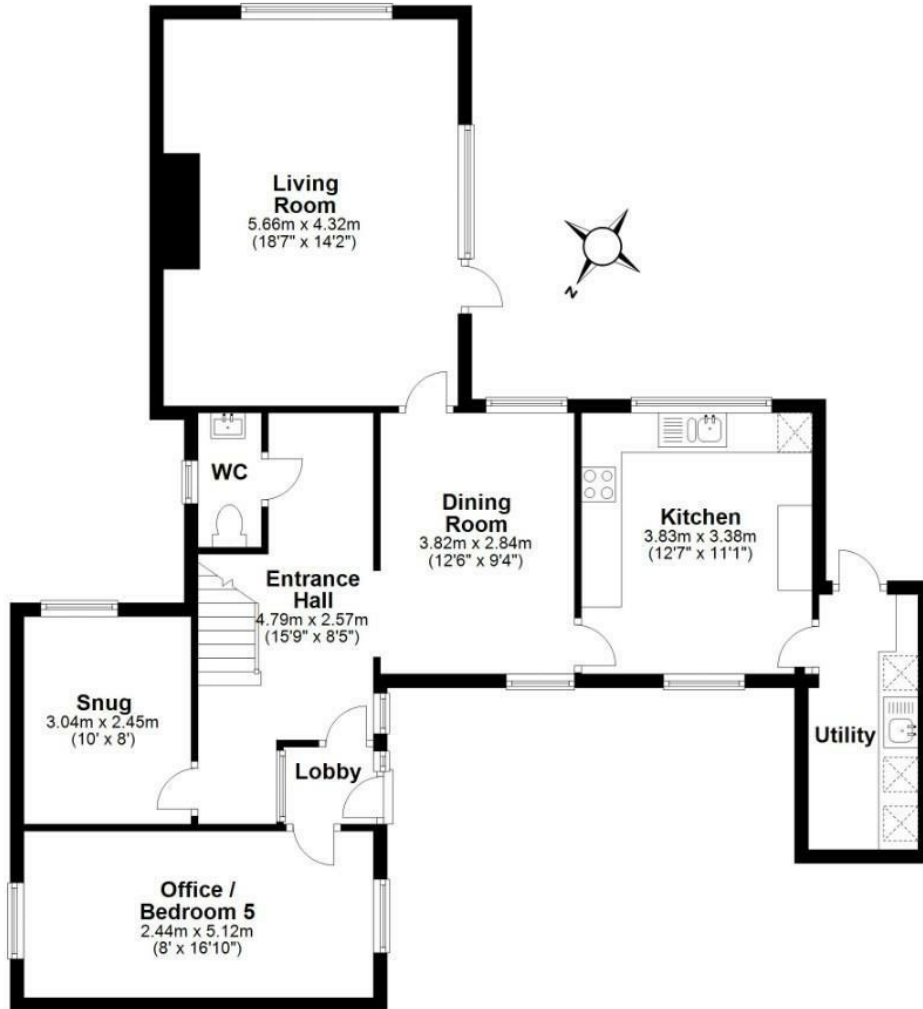 Living
Room
5.66m x 4.32m
(18'7" x 14'2")
N
WC
Dining
Room
3.82m x 2.84m
(12'6" x 9'4")
Kitchen
3.83m x 3.38m
(12'7" x 11'1")
Entrance
Hall
4.79m x 2.57m
(15'9" x 8'5")
Snug
3.04m x 2.45m
(10' x 8')
Lobby
Utility
Office /
Bedroom 5
2.44m x 5.12m
(8' x 16'10")